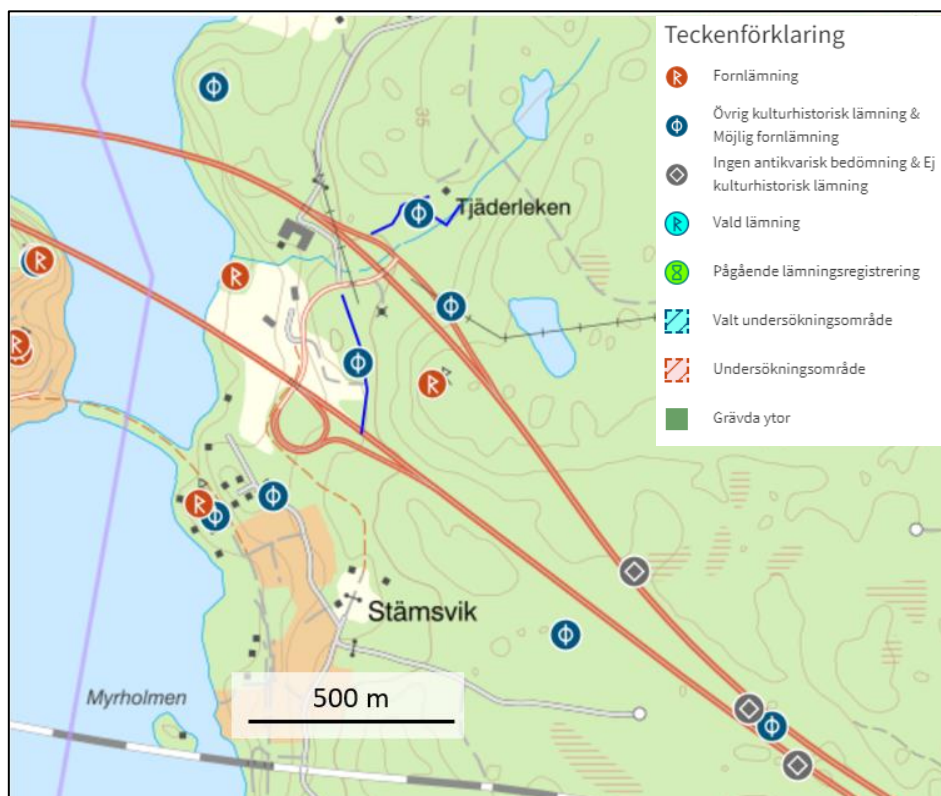 Teckenförklaring
Fornlämning
Övrig kulturhistorisk lämning &
Möjlig fornlämning
Ingen antikvarisk bedömning & Ej
kulturhistorisk lämning
Vald lämning
Pågående lämningsregistrering
Valt undersökningsområde
Undersökningsområde
Grävda ytor
35
Tjäderleken
Stämsvik
Myrholmen
500 m